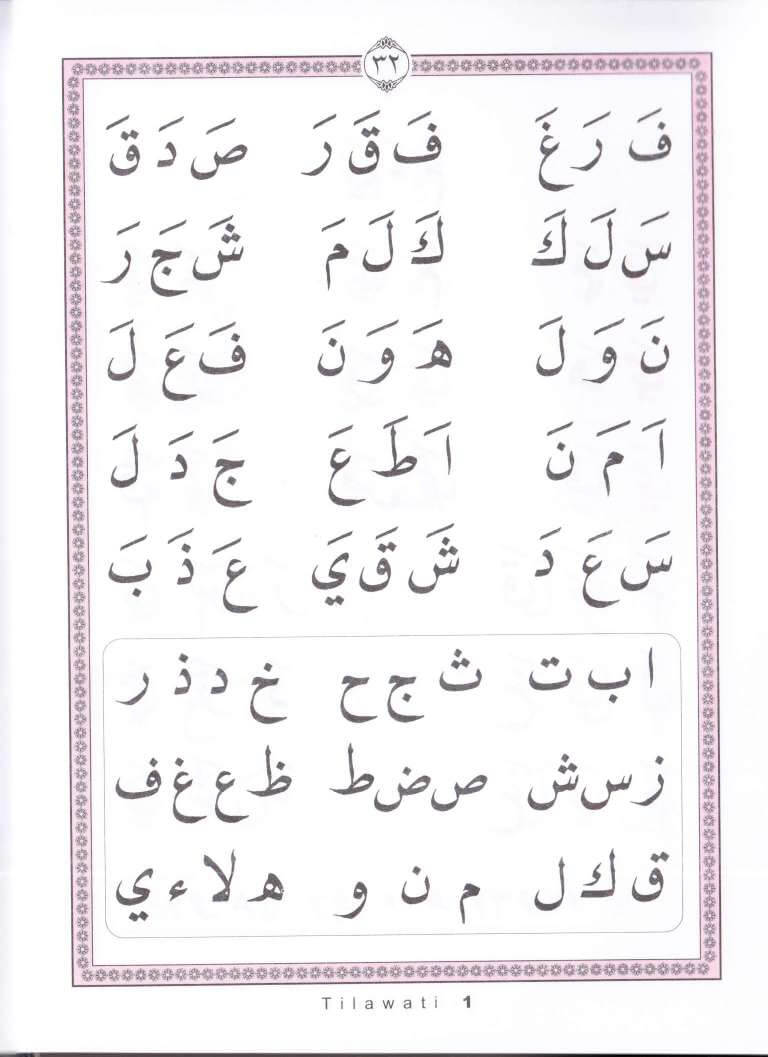 ٣٢
فَ رَ غَ فَ قَ رَ صَ دَ قَ
سَ لَ كَ كَ لَ مَ شَ جَ رَ
نَ وَ لَ هَ وَ نَ فَ عَ لَ
اَ مَ نَ اَ طَ عَ جَ دَ لَ
سَ عَ دَ شَ قَ يَ عَ ذَ بَ
ا ب ت ث ج ح خ د ذ ر
ز س ش ص ض ط ظ ع غ ف
ق ك ل م ن و ه لا ء ي
Tilawati 1